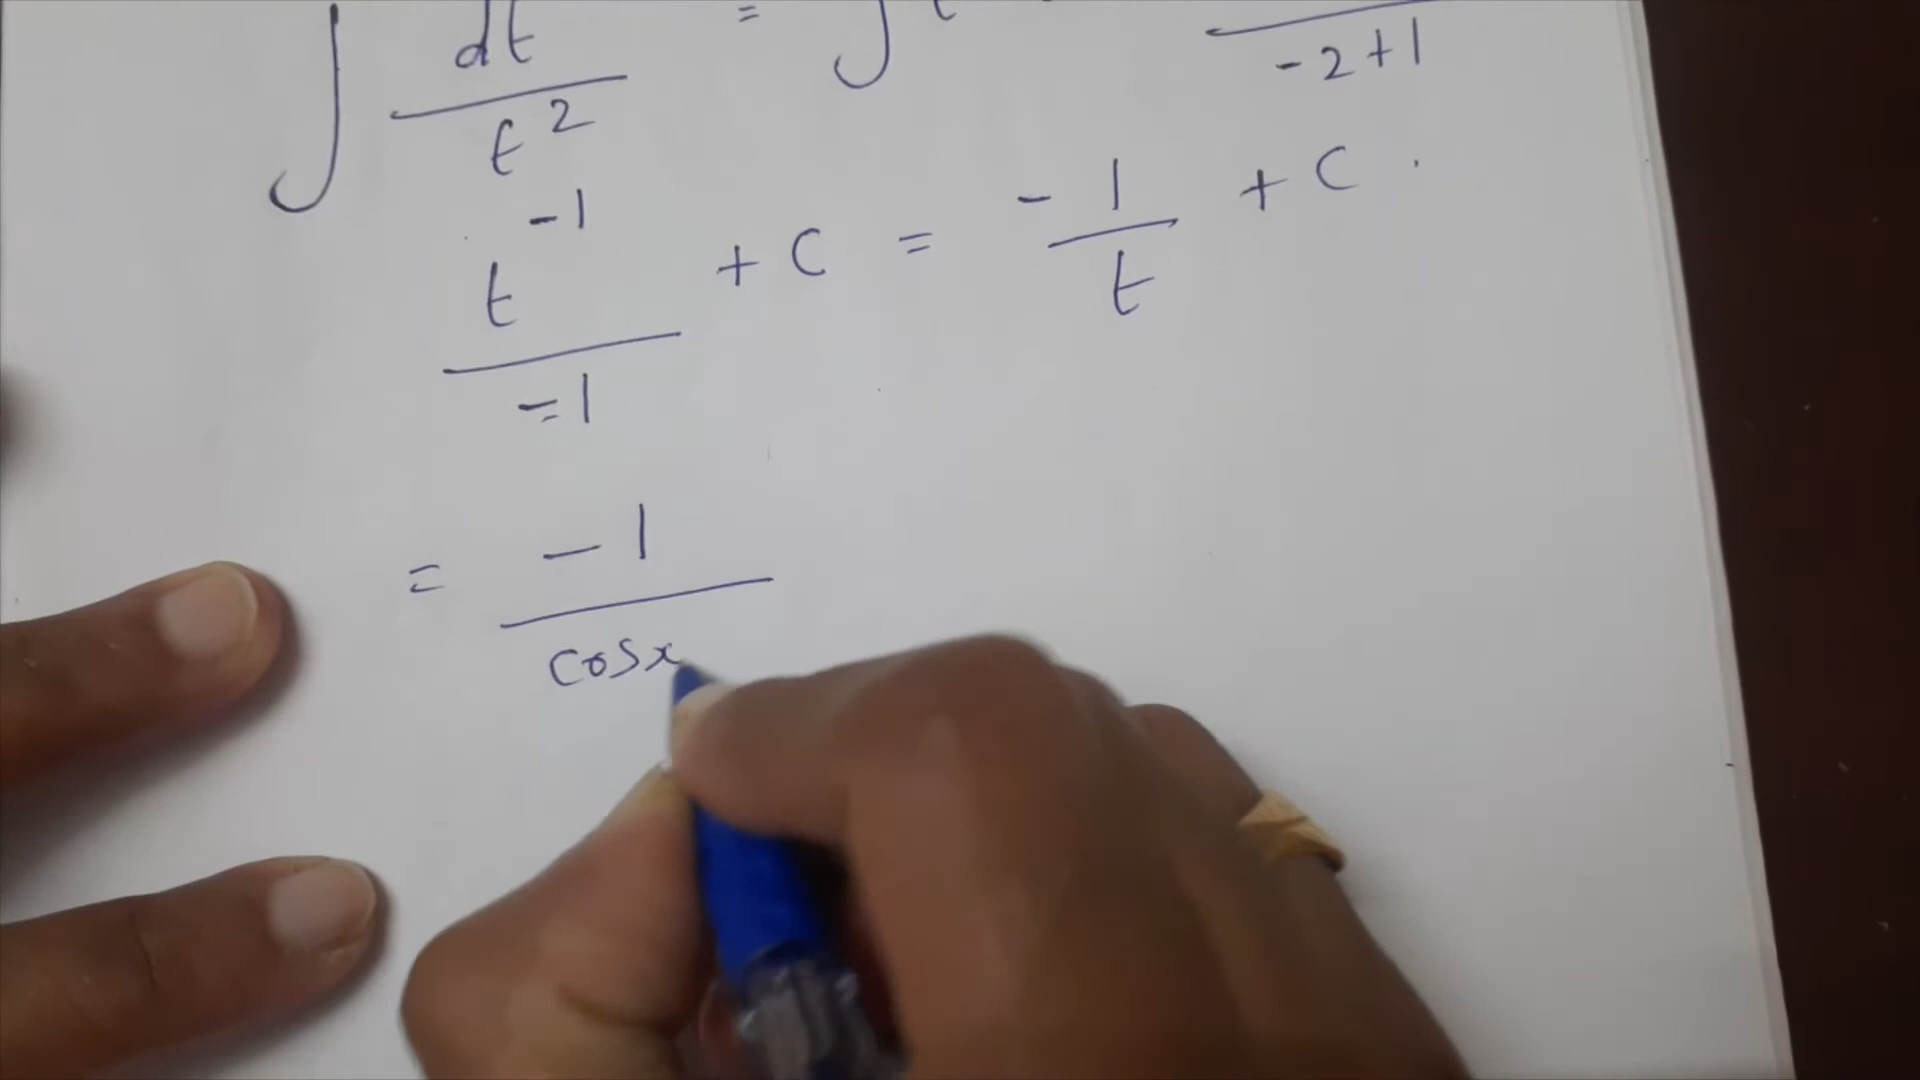 ∫ dt/t² = ∫ t
-2+1
t⁻¹/-1 + C = -1/t + C.
= -1/cosx